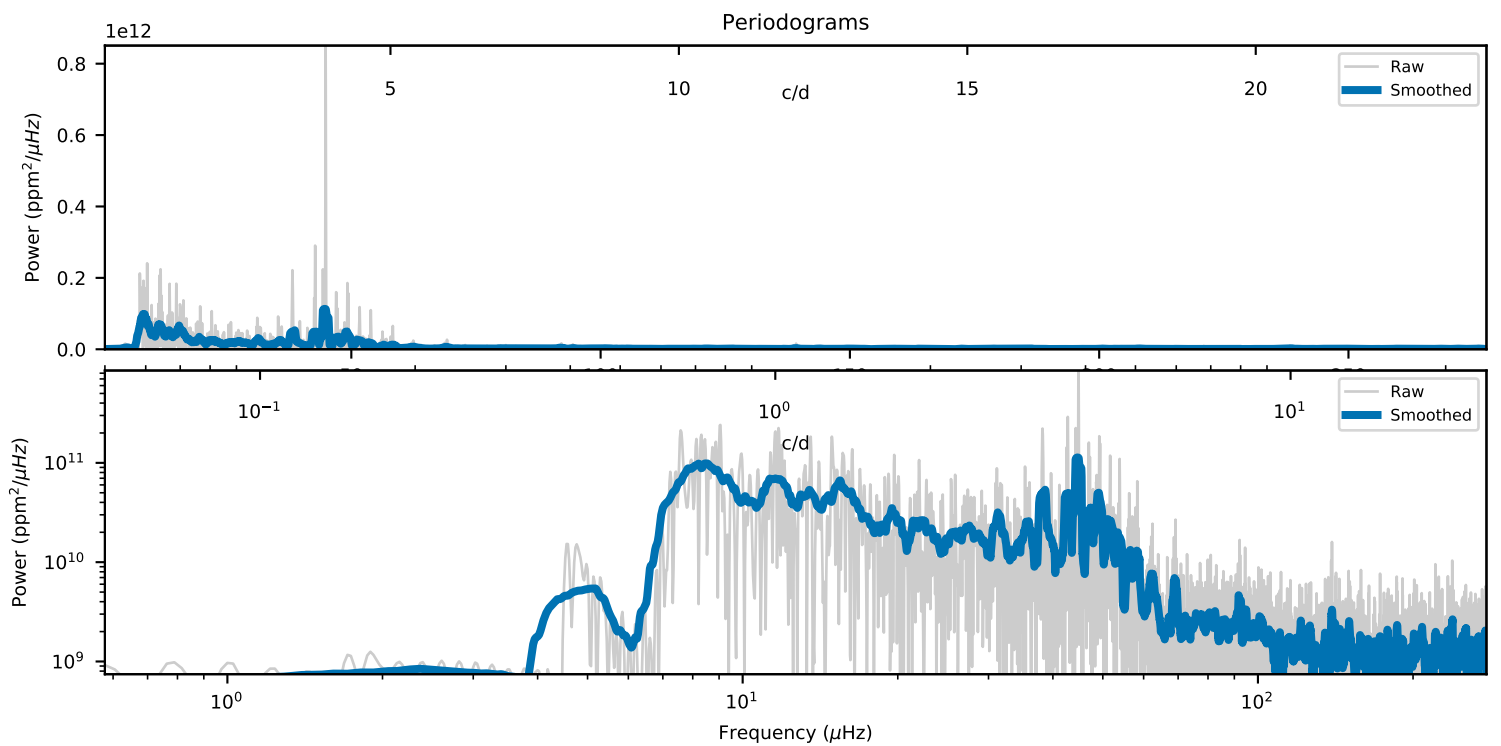 Periodograms
1e12
0.8
0.6
0.4
0.2
0.0
Power (ppm²/μHz)
5 10 15 20
c/d
Raw
Smoothed
10⁻¹ 10⁰ 10¹
c/d
Raw
Smoothed
10¹¹
10¹⁰
10⁹
Power (ppm²/μHz)
10⁰ 10¹ 10²
Frequency (μHz)